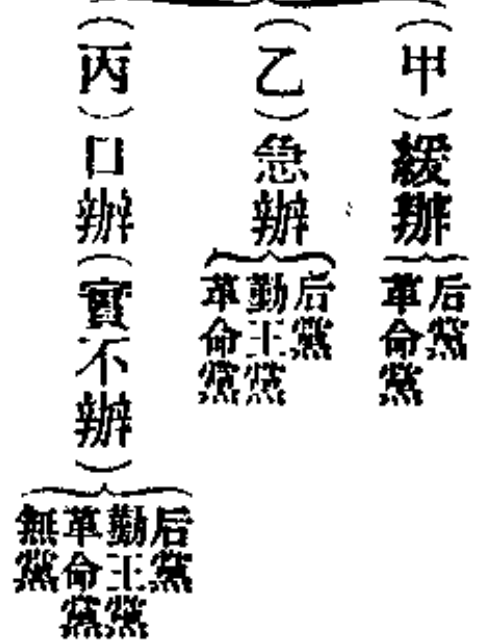 （甲）緩辦
后黨
革命黨
（乙）急辦
后黨
勤王黨
革命黨
（丙）口辦（實不辦）
后黨
勤王黨
革命黨
無黨